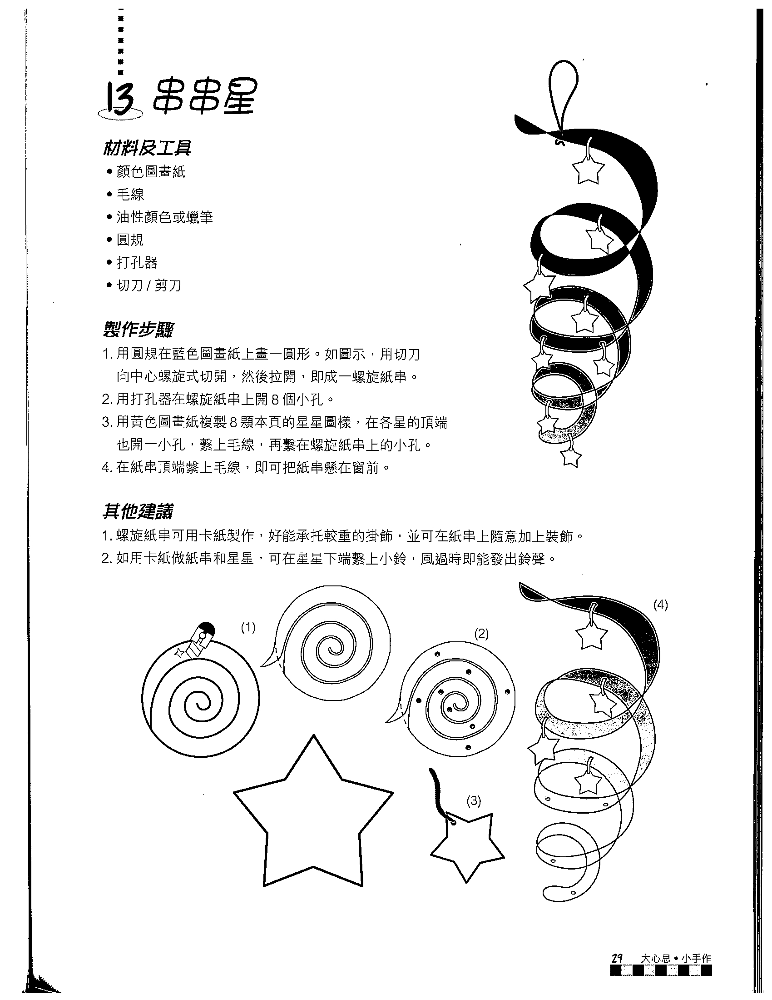 13 串串星
材料及工具
• 顏色圖畫紙
• 毛線
• 油性顏色或蠟筆
• 圓規
• 打孔器
• 切刀 / 剪刀
製作步驟
1. 用圓規在藍色圖畫紙上畫一圓形。如圖示，用切刀
向中心螺旋式切開，然後拉開，即成一螺旋紙串。
2. 用打孔器在螺旋紙串上開 8 個小孔。
3. 用黃色圖畫紙複製 8 顆本頁的星星圖樣，在各星的頂端
也開一小孔，繫上毛線，再繫在螺旋紙串上的小孔。
4. 在紙串頂端繫上毛線，即可把紙串懸在窗前。
其他建議
1. 螺旋紙串可用卡紙製作，好能承托較重的掛飾，並可在紙串上隨意加上裝飾。
2. 如用卡紙做紙串和星星，可在星星下端繫上小鈴，風過時即能發出鈴聲。
(1)
(2)
(4)
(3)
29 大心思•小手作